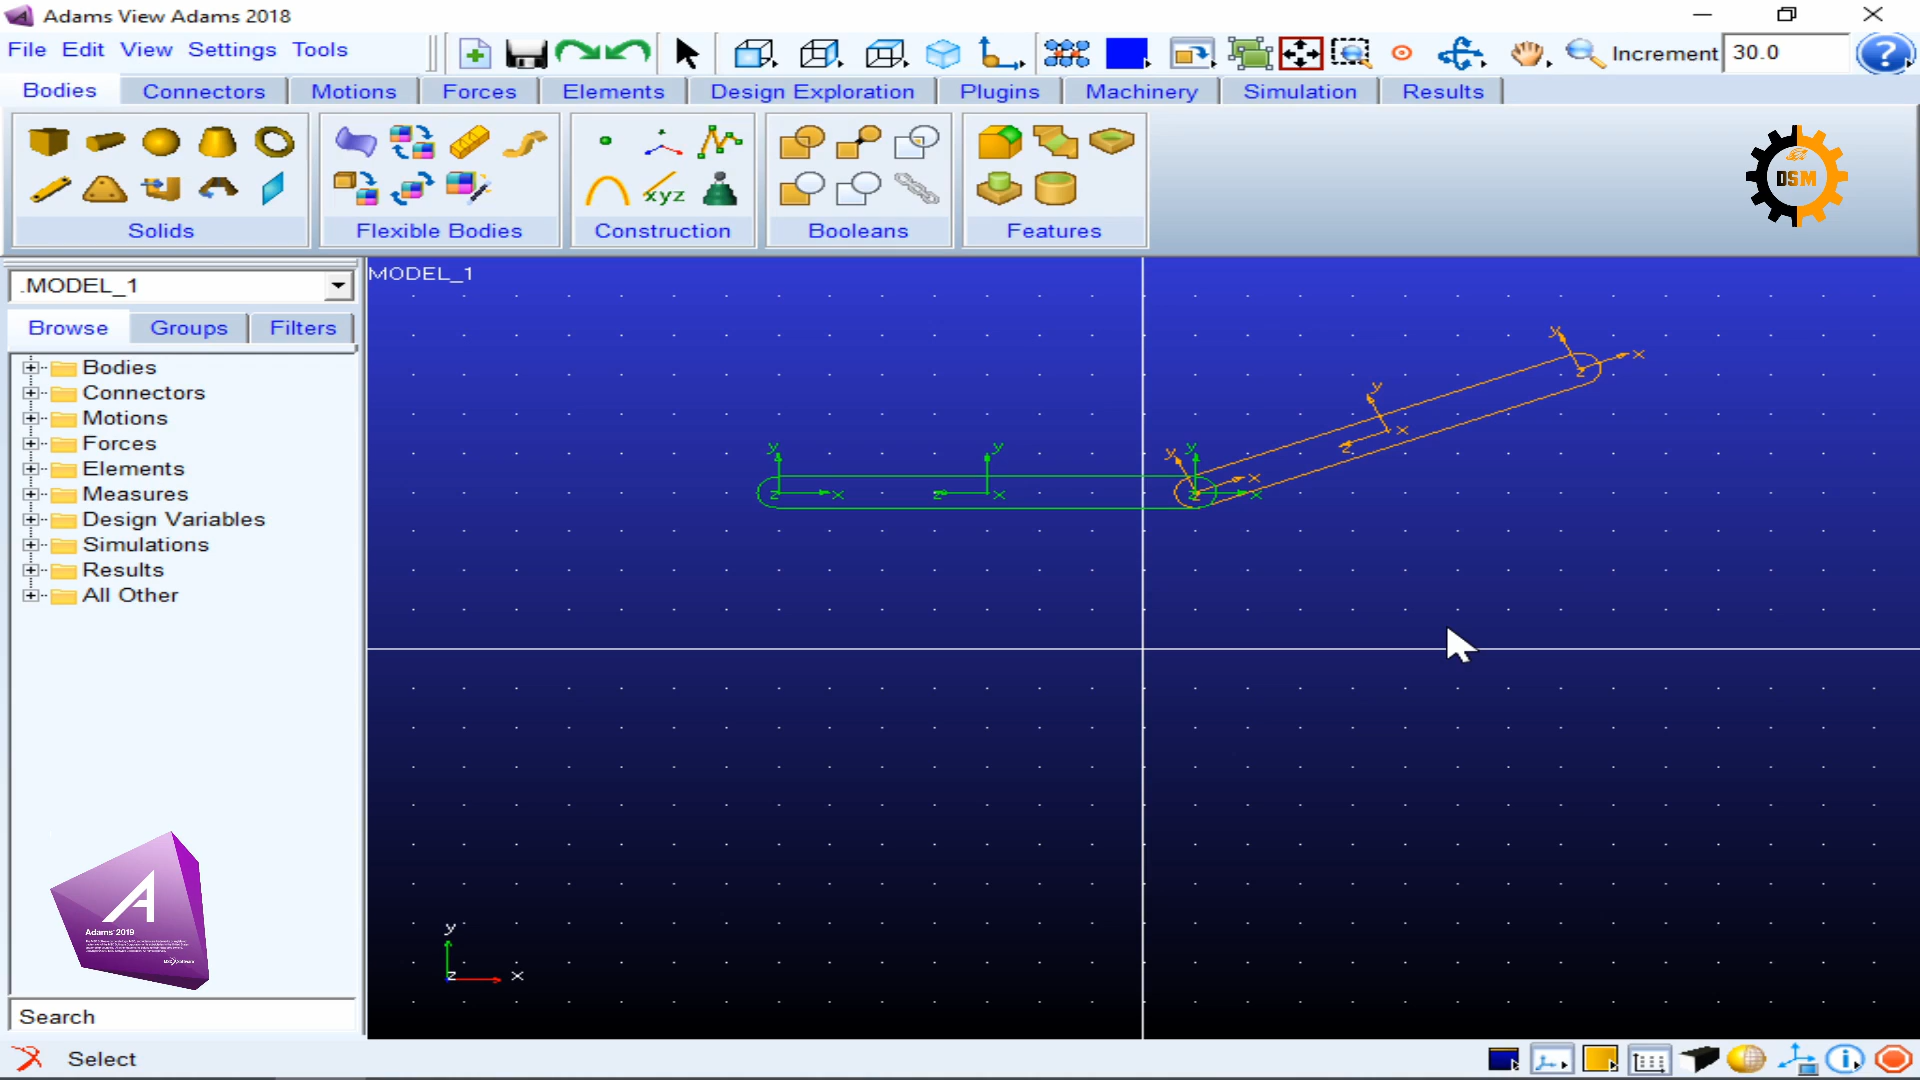 Adams View Adams 2018
File Edit View Settings Tools
Increment 30.0
Bodies Connectors Motions Forces Elements Design Exploration Plugins Machinery Simulation Results
xyz
DSM
Solids Flexible Bodies Construction Booleans Features
.MODEL_1
MODEL_1
Browse Groups Filters
Bodies
Connectors
Motions
Forces
Elements
Measures
Design Variables
Simulations
Results
All Other
y x z
y
z x
y x z
y x z
y
z x
y x z
A
Adams 2019
y
z x
Search
Select